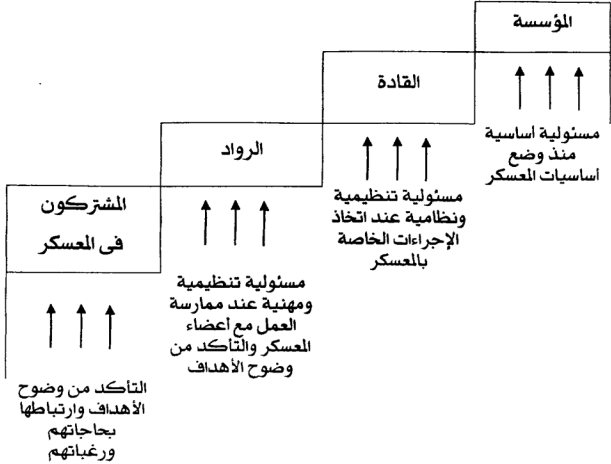 المؤسسة
مسئولية أساسية
منذ وضع
أساسيات المعسكر
القادة
مسئولية تنظيمية
ونظامية عند اتخاذ
الإجراءات الخاصة
بالمعسكر
الرواد
مسئولية تنظيمية
ومهنية عند ممارسة
العمل مع أعضاء
المعسكر والتأكد من
وضوح الأهداف
المشتركون
فى المعسكر
التأكد من وضوح
الأهداف وارتباطها
بحاجاتهم
ورغباتهم